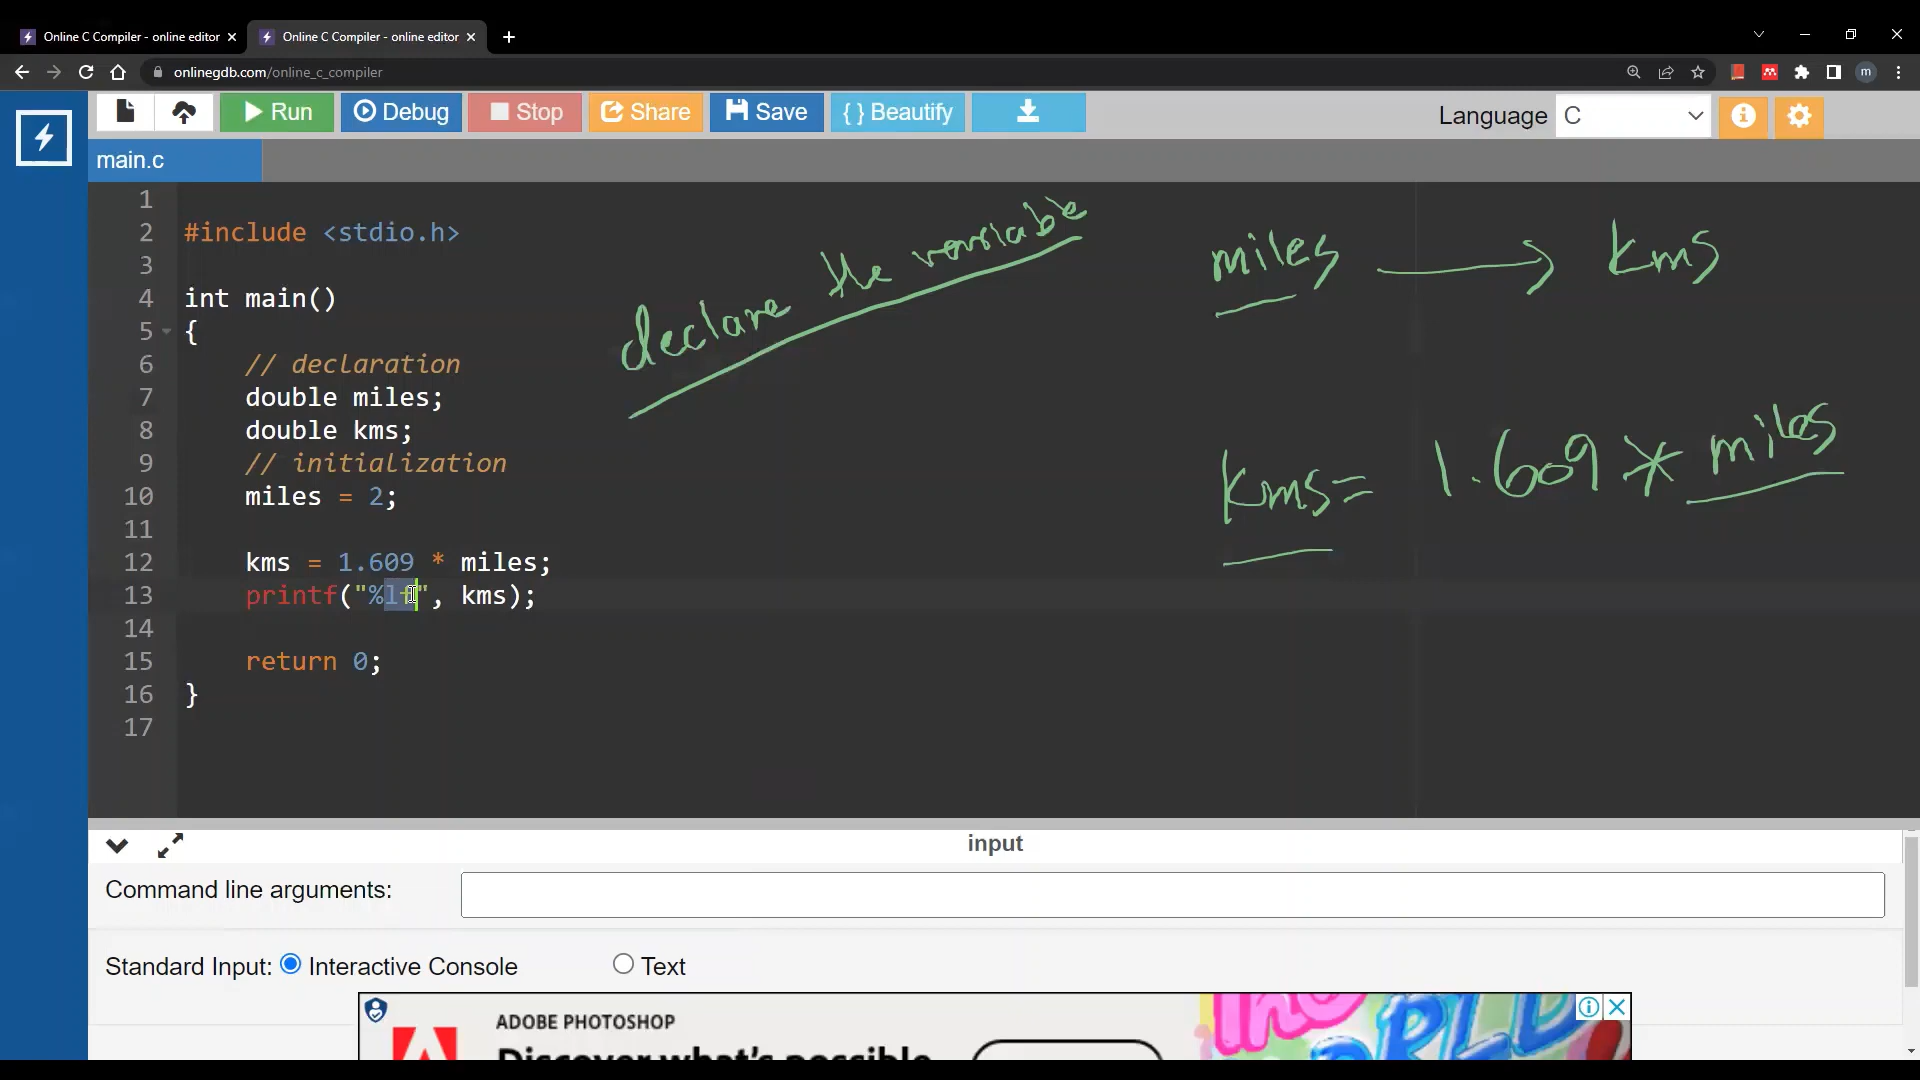 Online C Compiler - online editor
Online C Compiler - online editor
onlinegdb.com/online_c_compiler
m
Run
Debug
Stop
Share
Save
{ } Beautify
Language
C
main.c
1
2 #include <stdio.h>
3
4 int main()
5 {
6 // declaration
7 double miles;
8 double kms;
9 // initialization
10 miles = 2;
11
12 kms = 1.609 * miles;
13 printf("%lf", kms);
14
15 return 0;
16 }
17
declare the variable
miles → kms
kms = 1.609 * miles
input
Command line arguments:
Standard Input: Interactive Console Text
ADOBE PHOTOSHOP
Discover what's possible